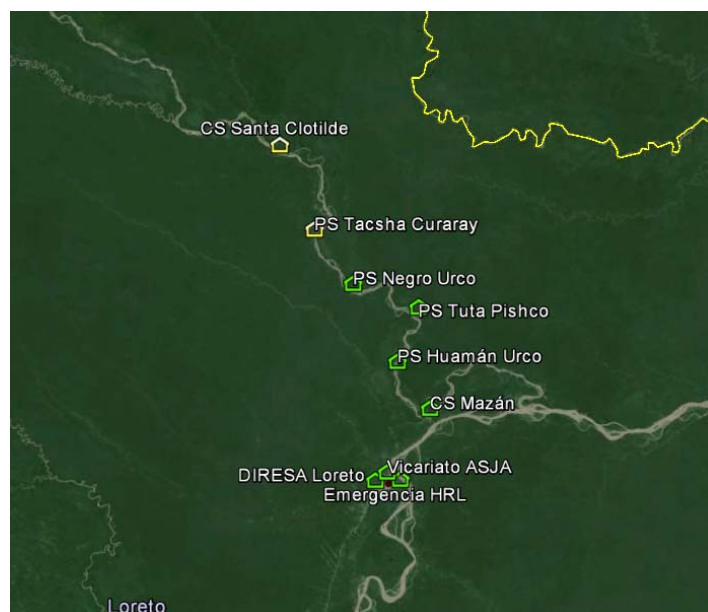 CS Santa Clotilde
PS Tacsha Curaray
PS Negro Urco
PS Tuta Pishco
PS Huamán Urco
CS Mazán
Vicariato ASJA
DIRESA Loreto
Emergencia HRL
Loreto